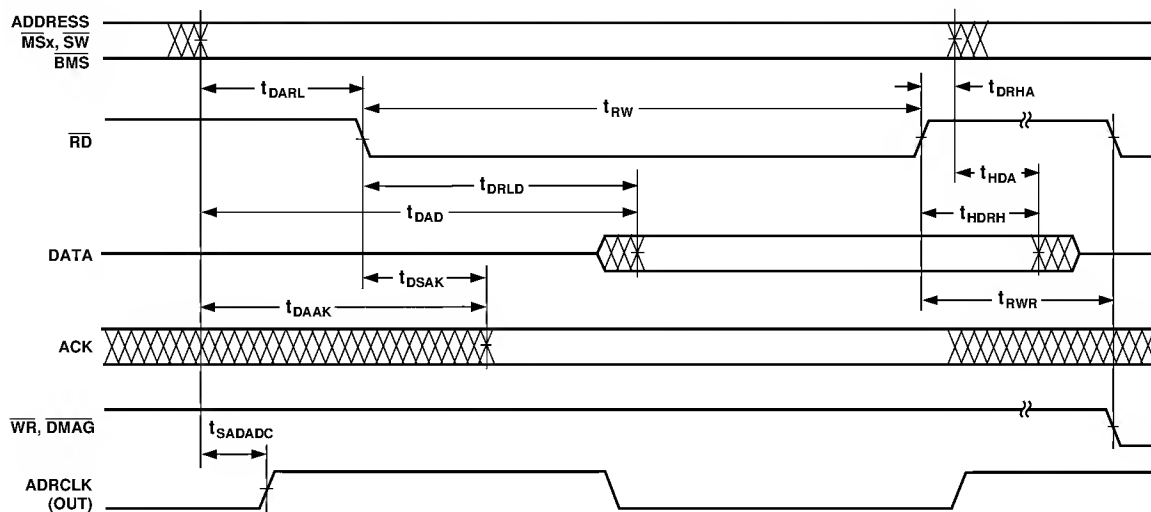 ADDRESS
MSx, SW
BMS
tDARL
tRW
tDRHA
RD
tDRLD
tHDA
tDAD
tHDRH
DATA
tDSAK
tDAAK
tRWR
ACK
WR, DMAG
tSADADC
ADRCLK
(OUT)